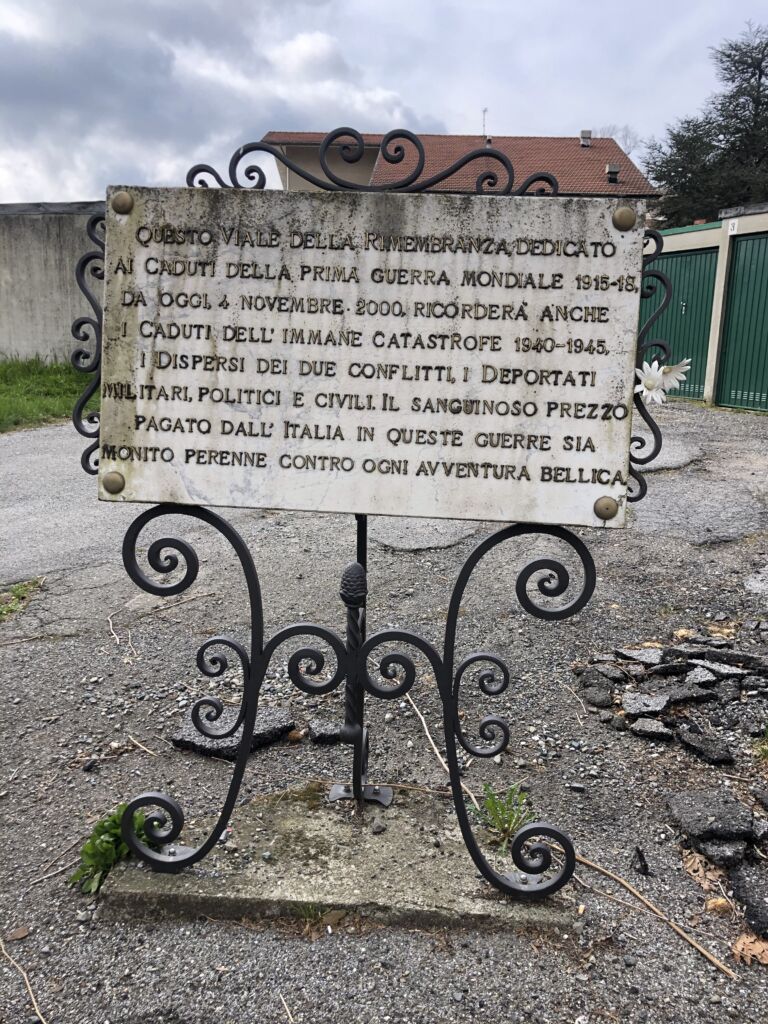 QUESTO VIALE DELLA RIMEMBRANZA, DEDICATO
AI CADUTI DELLA PRIMA GUERRA MONDIALE 1915-18,
DA OGGI, 4 NOVEMBRE 2000, RICORDERA' ANCHE
I CADUTI DELL' IMMANE CATASTROFE 1940-1945,
I DISPERSI DEI DUE CONFLITTI, I DEPORTATI
MILITARI, POLITICI E CIVILI. IL SANGUINOSO PREZZO
PAGATO DALL' ITALIA IN QUESTE GUERRE SIA
MONITO PERENNE CONTRO OGNI AVVENTURA BELLICA.
3